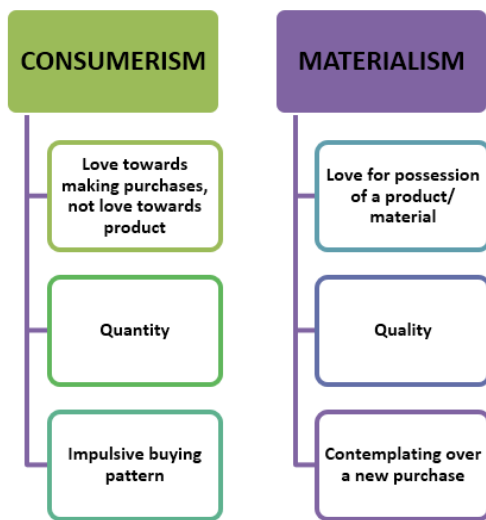 CONSUMERISM
Love towards
making purchases,
not love towards
product
Quantity
Impulsive buying
pattern
MATERIALISM
Love for possession
of a product/
material
Quality
Contemplating over
a new purchase